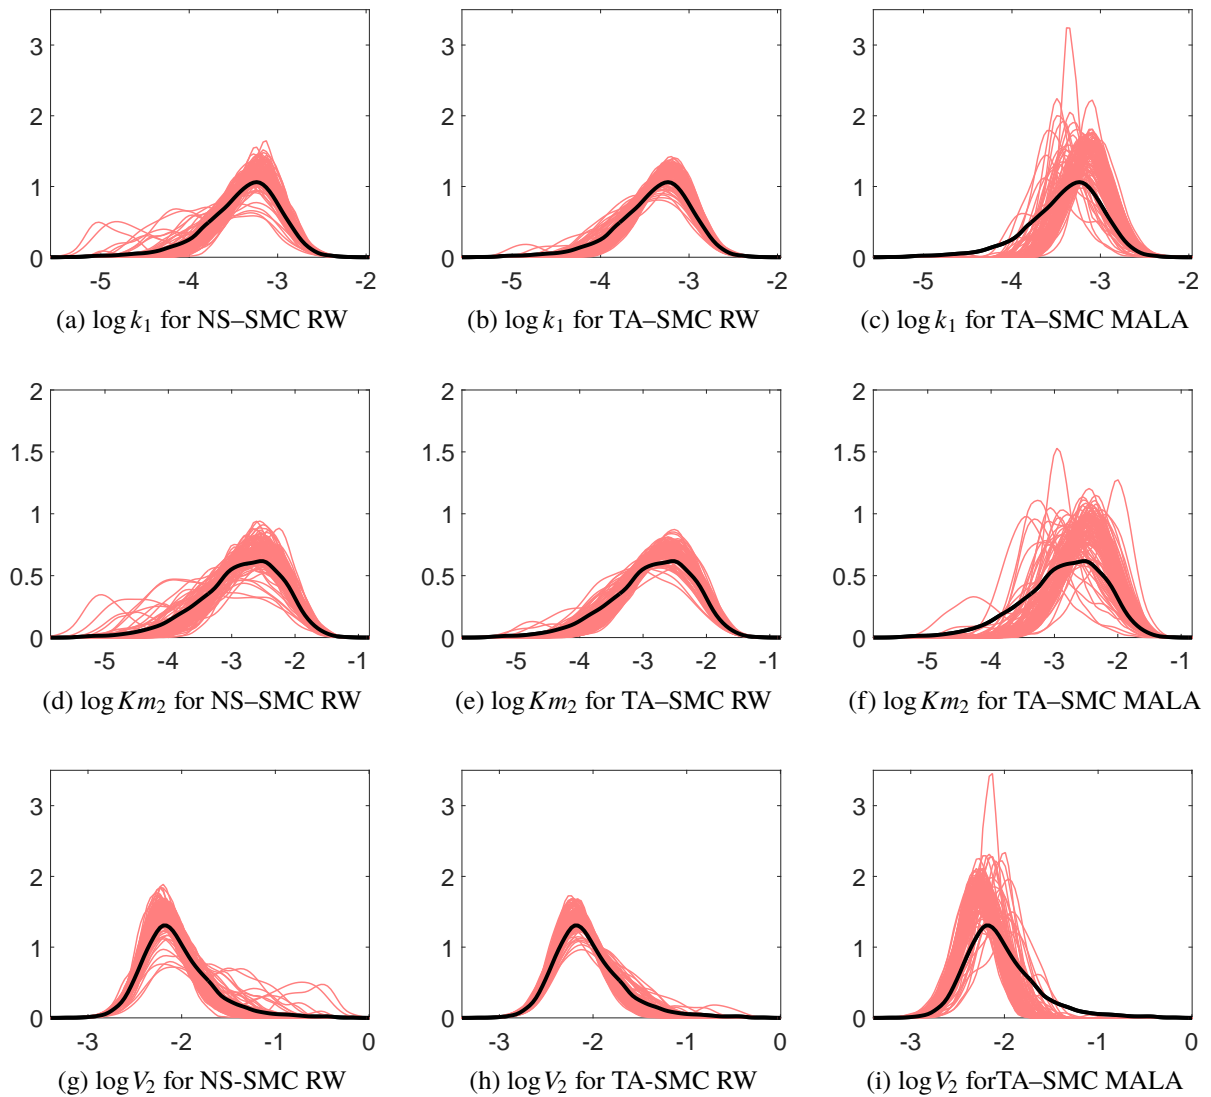 3
2
1
0
-5 -4 -3 -2
(a) log k1 for NS–SMC RW
3
2
1
0
-5 -4 -3 -2
(b) log k1 for TA–SMC RW
3
2
1
0
-5 -4 -3 -2
(c) log k1 for TA–SMC MALA
2
1.5
1
0.5
0
-5 -4 -3 -2 -1
(d) log Km2 for NS–SMC RW
2
1.5
1
0.5
0
-5 -4 -3 -2 -1
(e) log Km2 for TA–SMC RW
2
1.5
1
0.5
0
-5 -4 -3 -2 -1
(f) log Km2 for TA–SMC MALA
3
2
1
0
-3 -2 -1 0
(g) log V2 for NS-SMC RW
3
2
1
0
-3 -2 -1 0
(h) log V2 for TA-SMC RW
3
2
1
0
-3 -2 -1 0
(i) log V2 forTA–SMC MALA